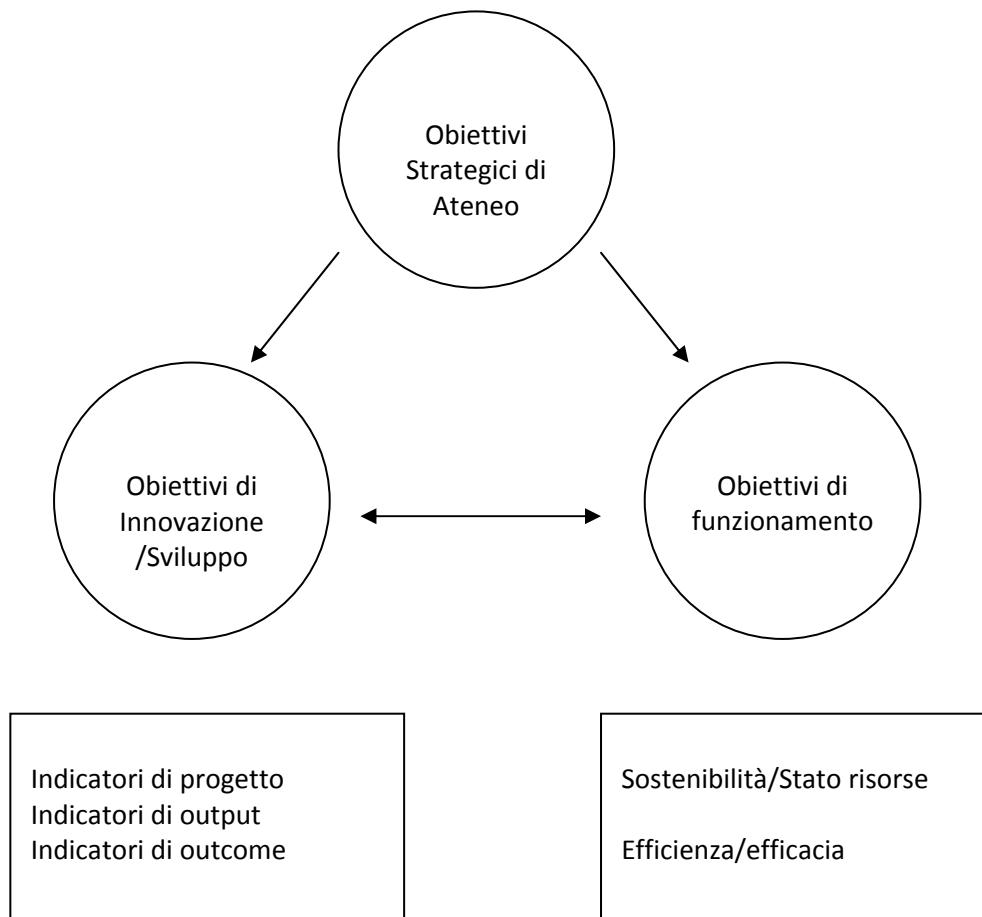 Obiettivi
Strategici di
Ateneo
Obiettivi di
Innovazione
/Sviluppo
Obiettivi di
funzionamento
Indicatori di progetto
Indicatori di output
Indicatori di outcome
Sostenibilità/Stato risorse
Efficienza/efficacia